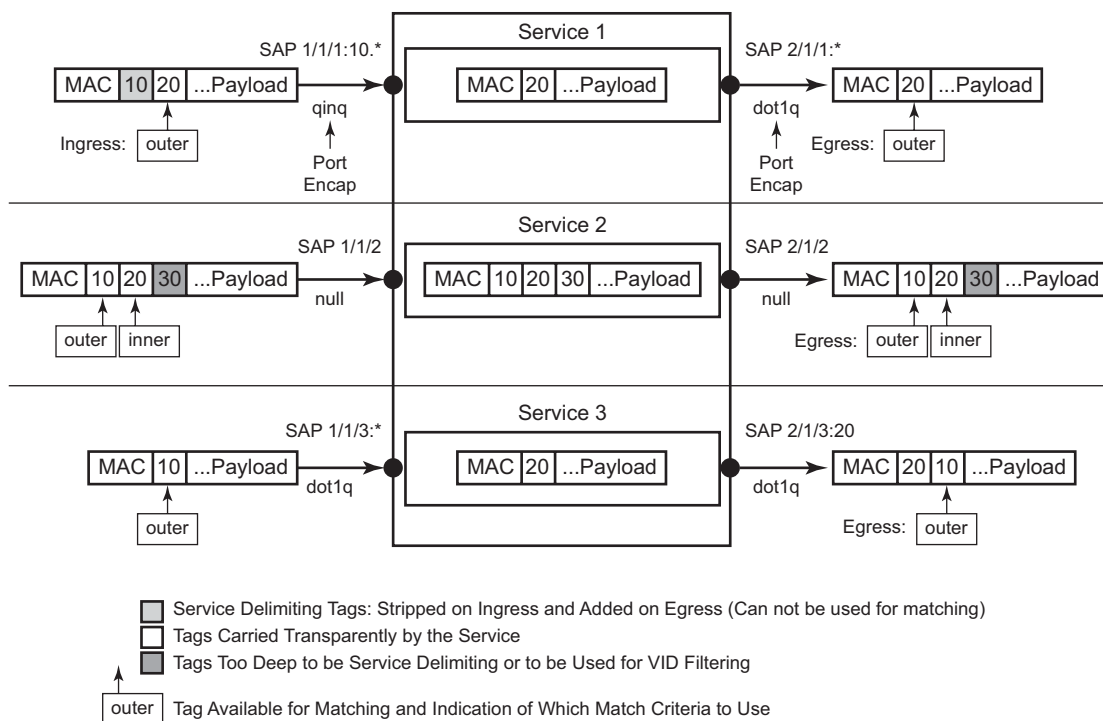 Service 1
SAP 1/1/1:10.*
SAP 2/1/1:*
MAC 10 20 ...Payload
MAC 20 ...Payload
MAC 20 ...Payload
qinq
dot1q
Ingress: outer
Egress: outer
Port
Encap
Port
Encap
Service 2
SAP 1/1/2
SAP 2/1/2
MAC 10 20 30 ...Payload
MAC 10 20 30 ...Payload
MAC 10 20 30 ...Payload
null
null
outer inner
Egress: outer inner
Service 3
SAP 1/1/3:*
SAP 2/1/3:20
MAC 10 ...Payload
MAC 20 ...Payload
MAC 20 10 ...Payload
dot1q
dot1q
outer
Egress: outer
Service Delimiting Tags: Stripped on Ingress and Added on Egress (Can not be used for matching)
Tags Carried Transparently by the Service
Tags Too Deep to be Service Delimiting or to be Used for VID Filtering
outer Tag Available for Matching and Indication of Which Match Criteria to Use